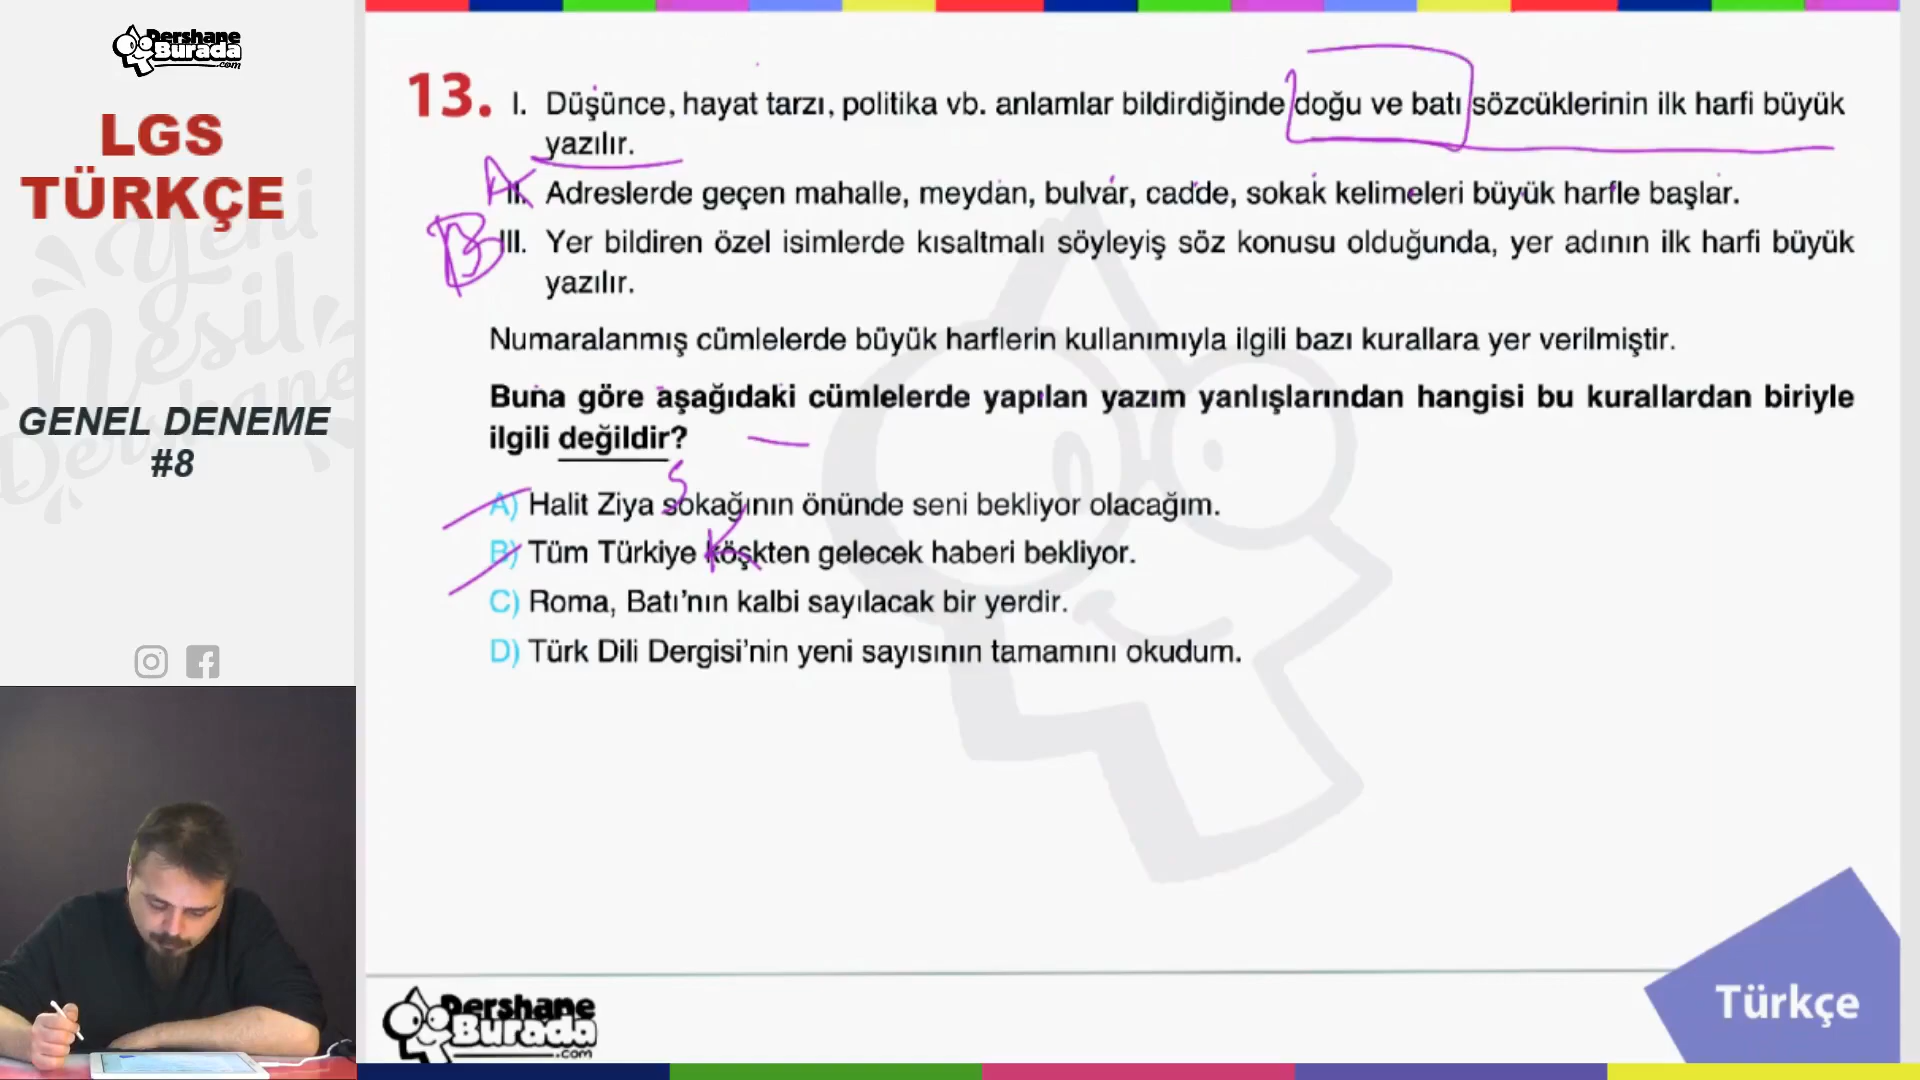 Dershane
Burada
.com
LGS
TÜRKÇE
Yeni
Nesil
Dershane
GENEL DENEME
#8
13. I. Düşünce, hayat tarzı, politika vb. anlamlar bildirdiğinde doğu ve batı sözcüklerinin ilk harfi büyük
yazılır.
A II. Adreslerde geçen mahalle, meydan, bulvar, cadde, sokak kelimeleri büyük harfle başlar.
B III. Yer bildiren özel isimlerde kısaltmalı söyleyiş söz konusu olduğunda, yer adının ilk harfi büyük
yazılır.
Numaralanmış cümlelerde büyük harflerin kullanımıyla ilgili bazı kurallara yer verilmiştir.
Buna göre aşağıdaki cümlelerde yapılan yazım yanlışlarından hangisi bu kurallardan biriyle
ilgili değildir?
S
A) Halit Ziya sokağının önünde seni bekliyor olacağım.
K
B) Tüm Türkiye köşkten gelecek haberi bekliyor.
C) Roma, Batı’nın kalbi sayılacak bir yerdir.
D) Türk Dili Dergisi’nin yeni sayısının tamamını okudum.
Dershane
Burada
.com
Türkçe